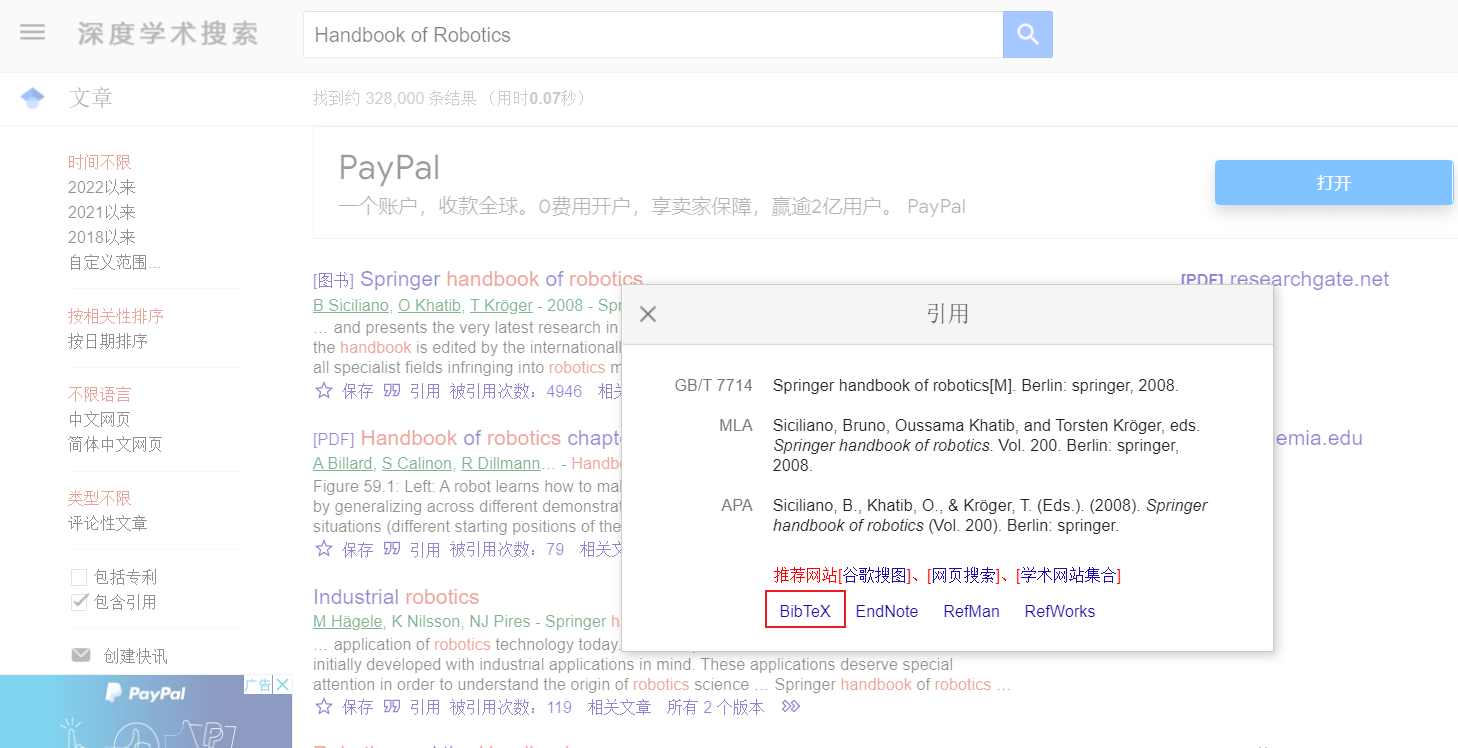 深度学术搜索
Handbook of Robotics
文章
找到约 328,000 条结果 （用时0.07秒）
时间不限
2022以来
2021以来
2018以来
自定义范围...
按相关性排序
按日期排序
不限语言
中文网页
简体中文网页
类型不限
评论性文章
包括专利
包含引用
创建快讯
PayPal
广告
PayPal
一个账户，收款全球。0费用开户，享卖家保障，赢逾2亿用户。 PayPal
打开
[图书] Springer handbook of robotics
[PDF] researchgate.net
B Siciliano, O Khatib, T Kröger - 2008 - Spr
... and presents the very latest research in
the handbook is edited by the internationall
all specialist fields infringing into robotics m
保存 引用 被引用次数：4946 相关
[PDF] Handbook of robotics chapt
emia.edu
A Billard, S Calinon, R Dillmann... - Handb
Figure 59.1: Left: A robot learns how to ma
by generalizing across different demonstrat
situations (different starting positions of the
保存 引用 被引用次数：79 相关文
Industrial robotics
M Hägele, K Nilsson, NJ Pires - Springer h
... application of robotics technology today.
initially developed with industrial applications in mind. These applications deserve special
attention in order to understand the origin of robotics science ... Springer handbook of robotics ...
保存 引用 被引用次数：119 相关文章 所有 2 个版本
引用
GB/T 7714 Springer handbook of robotics[M]. Berlin: springer, 2008.
MLA Siciliano, Bruno, Oussama Khatib, and Torsten Kröger, eds.
Springer handbook of robotics. Vol. 200. Berlin: springer,
2008.
APA Siciliano, B., Khatib, O., & Kröger, T. (Eds.). (2008). Springer
handbook of robotics (Vol. 200). Berlin: springer.
推荐网站[谷歌搜图]、[网页搜索]、[学术网站集合]
BibTeX EndNote RefMan RefWorks